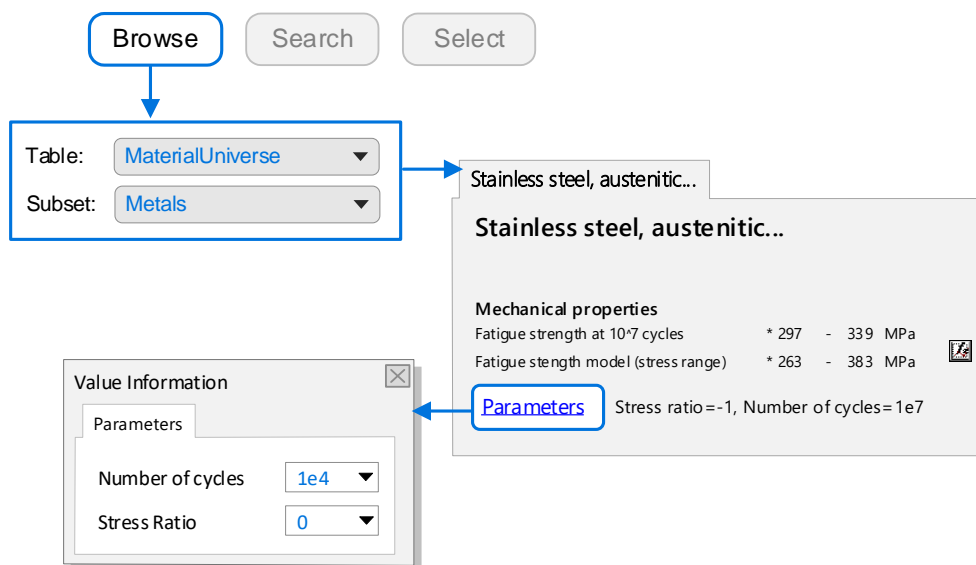 Browse Search Select
Table: MaterialUniverse
Subset: Metals
Stainless steel, austenitic...
Stainless steel, austenitic...
Mechanical properties
Fatigue strength at 10^7 cycles * 297 - 339 MPa
Fatigue stength model (stress range) * 263 - 383 MPa
Parameters Stress ratio=-1, Number of cycles=1e7
Value Information
Parameters
Number of cycles 1e4
Stress Ratio 0